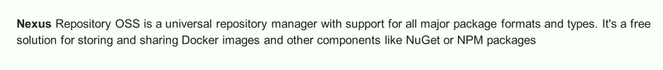 Nexus Repository OSS is a universal repository manager with support for all major package formats and types. It's a free
solution for storing and sharing Docker images and other components like NuGet or NPM packages